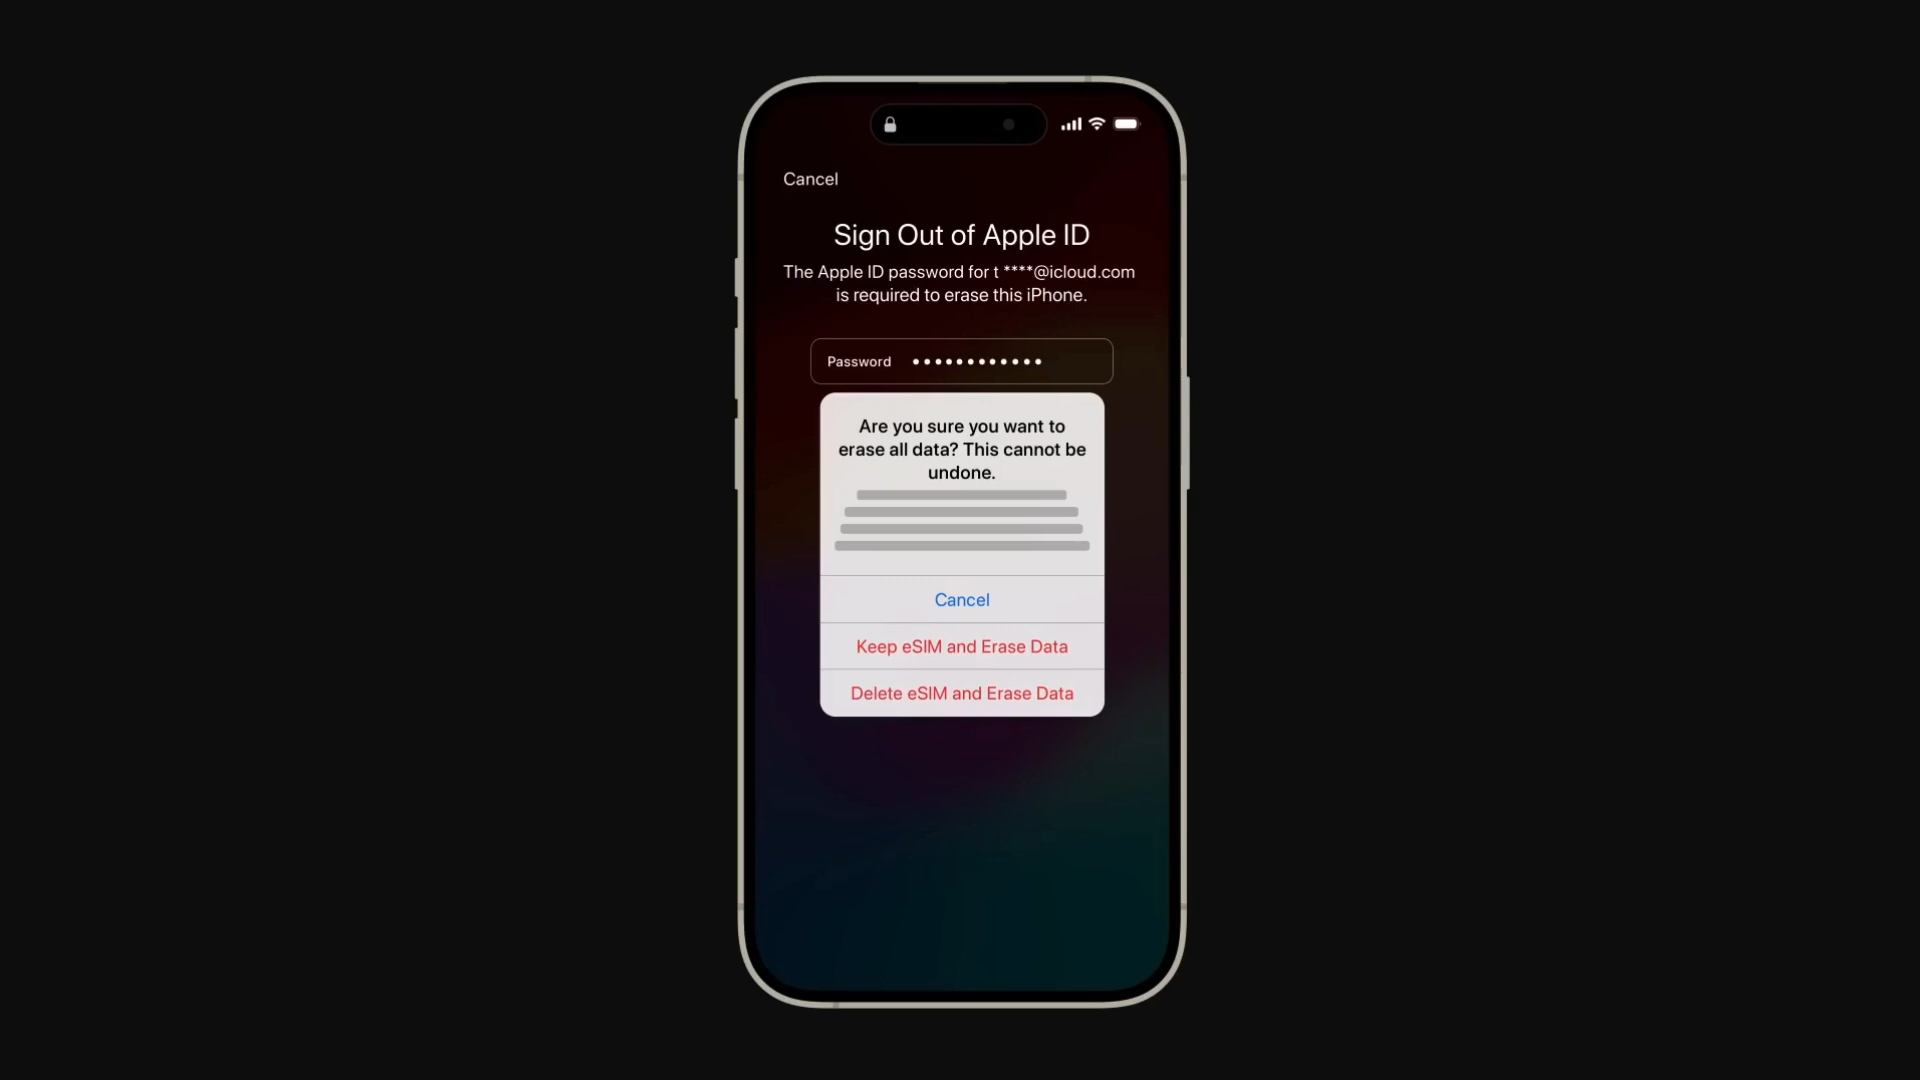 Cancel
Sign Out of Apple ID
The Apple ID password for t ****@icloud.com
is required to erase this iPhone.
Password ••••••••••••
Are you sure you want to
erase all data? This cannot be
undone.
Cancel
Keep eSIM and Erase Data
Delete eSIM and Erase Data